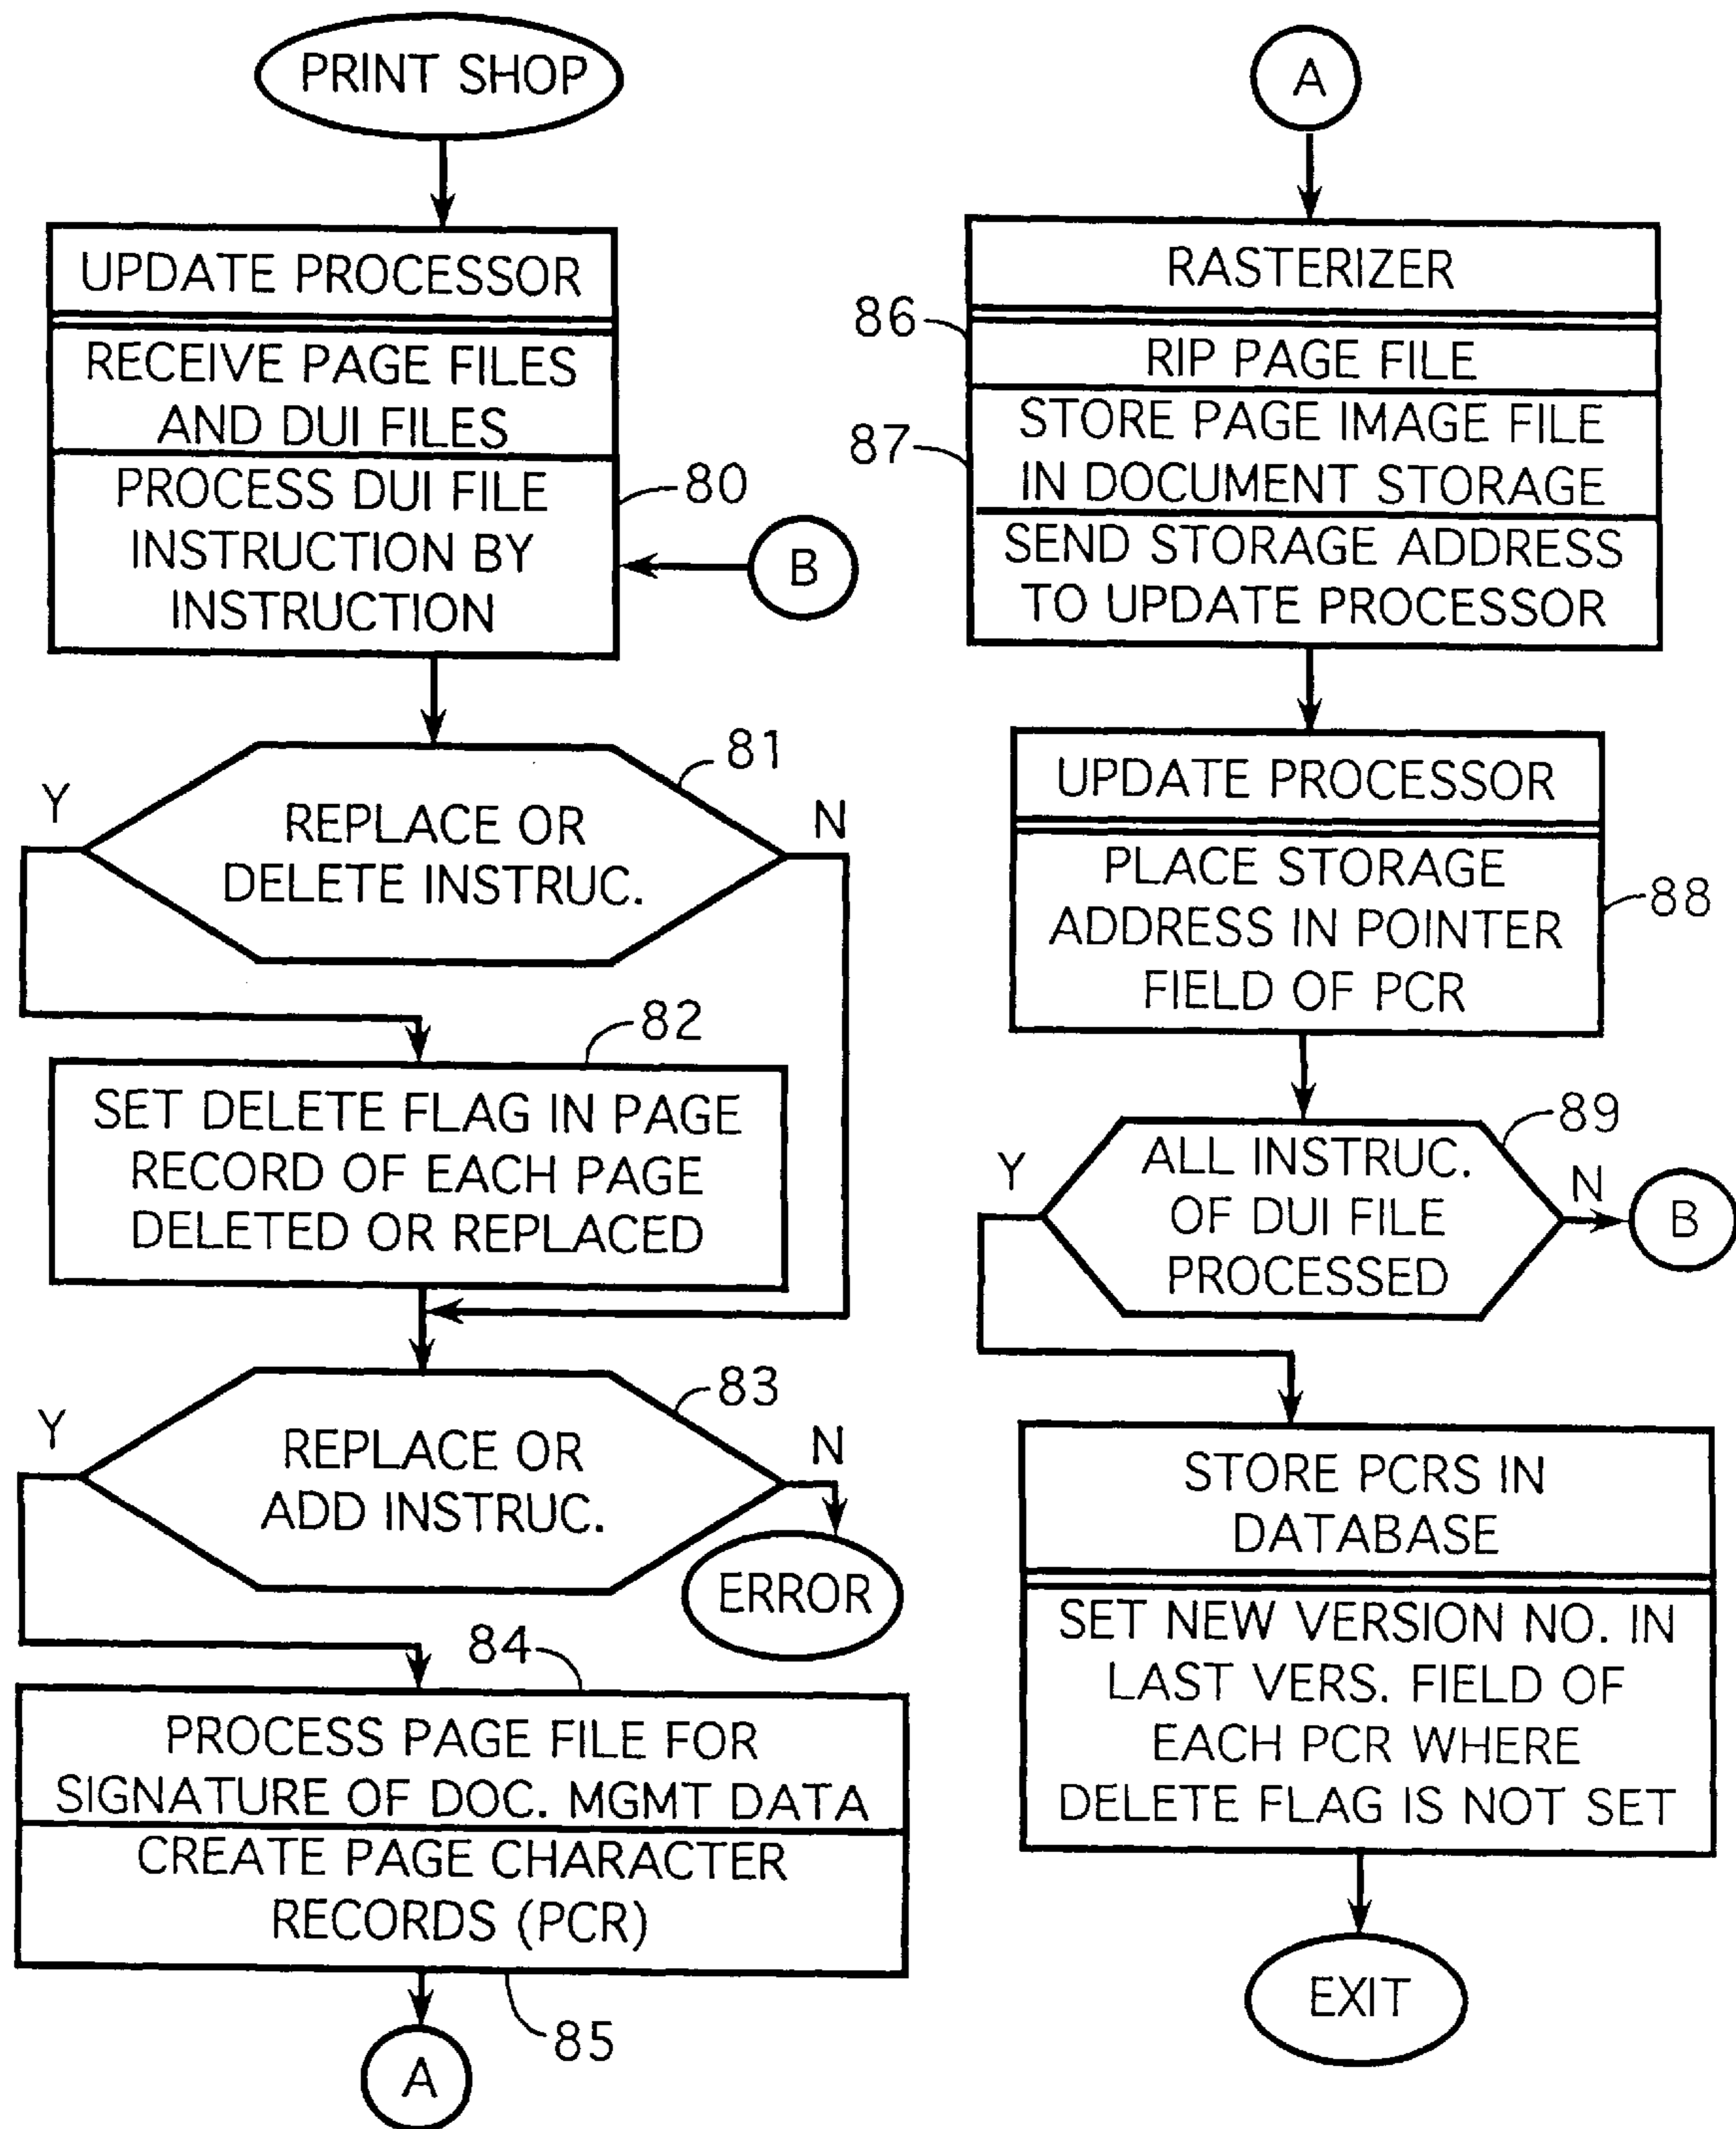 PRINT SHOP
UPDATE PROCESSOR
RECEIVE PAGE FILES
AND DUI FILES
PROCESS DUI FILE
INSTRUCTION BY
INSTRUCTION
80
B
81
Y
N
REPLACE OR
DELETE INSTRUC.
82
SET DELETE FLAG IN PAGE
RECORD OF EACH PAGE
DELETED OR REPLACED
83
Y
N
REPLACE OR
ADD INSTRUC.
ERROR
84
PROCESS PAGE FILE FOR
SIGNATURE OF DOC. MGMT DATA
CREATE PAGE CHARACTER
RECORDS (PCR)
85
A
A
RASTERIZER
86
RIP PAGE FILE
87
STORE PAGE IMAGE FILE
IN DOCUMENT STORAGE
SEND STORAGE ADDRESS
TO UPDATE PROCESSOR
UPDATE PROCESSOR
PLACE STORAGE
ADDRESS IN POINTER
FIELD OF PCR
88
89
Y
N
ALL INSTRUC.
OF DUI FILE
PROCESSED
B
STORE PCRS IN
DATABASE
SET NEW VERSION NO. IN
LAST VERS. FIELD OF
EACH PCR WHERE
DELETE FLAG IS NOT SET
EXIT